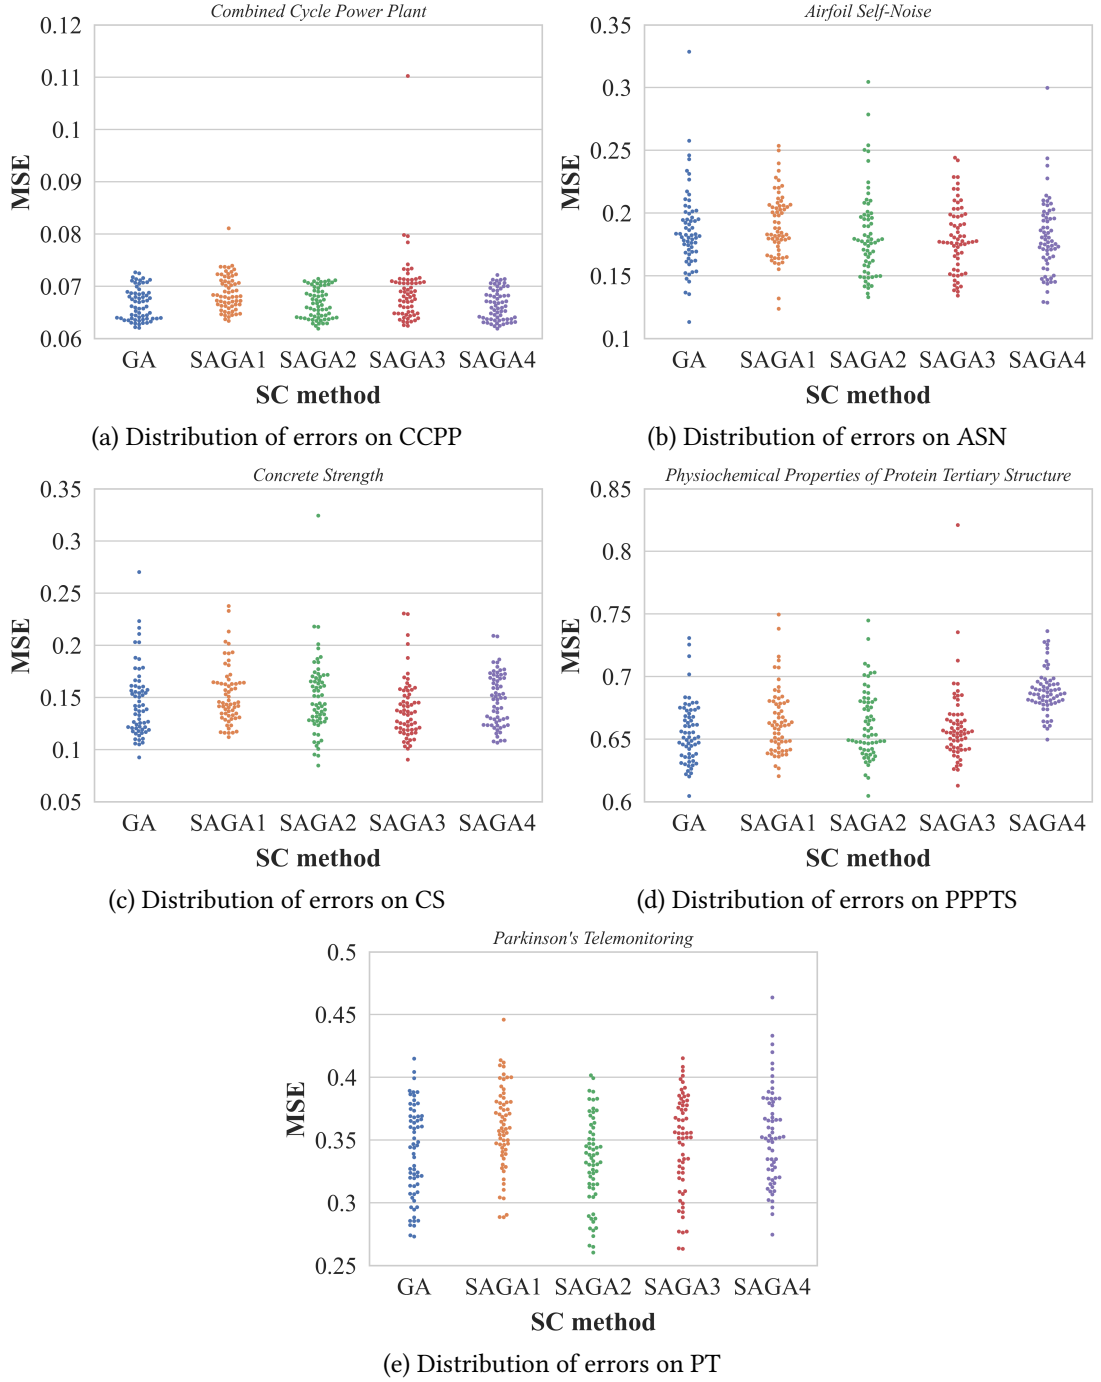 Combined Cycle Power Plant
0.12
0.11
0.1
0.09
0.08
0.07
0.06
MSE
GA SAGA1 SAGA2 SAGA3 SAGA4
SC method
(a) Distribution of errors on CCPP
Airfoil Self-Noise
0.35
0.3
0.25
0.2
0.15
0.1
MSE
GA SAGA1 SAGA2 SAGA3 SAGA4
SC method
(b) Distribution of errors on ASN
Concrete Strength
0.35
0.3
0.25
0.2
0.15
0.1
0.05
MSE
GA SAGA1 SAGA2 SAGA3 SAGA4
SC method
(c) Distribution of errors on CS
Physiochemical Properties of Protein Tertiary Structure
0.85
0.8
0.75
0.7
0.65
0.6
MSE
GA SAGA1 SAGA2 SAGA3 SAGA4
SC method
(d) Distribution of errors on PPPTS
Parkinson's Telemonitoring
0.5
0.45
0.4
0.35
0.3
0.25
MSE
GA SAGA1 SAGA2 SAGA3 SAGA4
SC method
(e) Distribution of errors on PT